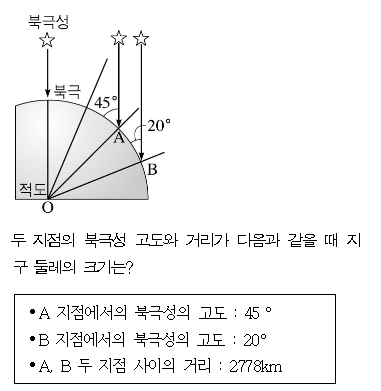 북극성
북극
45°
20°
A
B
적도
O
두 지점의 북극성 고도와 거리가 다음과 같을 때 지
구 둘레의 크기는?
•A 지점에서의 북극성의 고도 : 45 °
•B 지점에서의 북극성의 고도 : 20°
•A, B 두 지점 사이의 거리 : 2778km